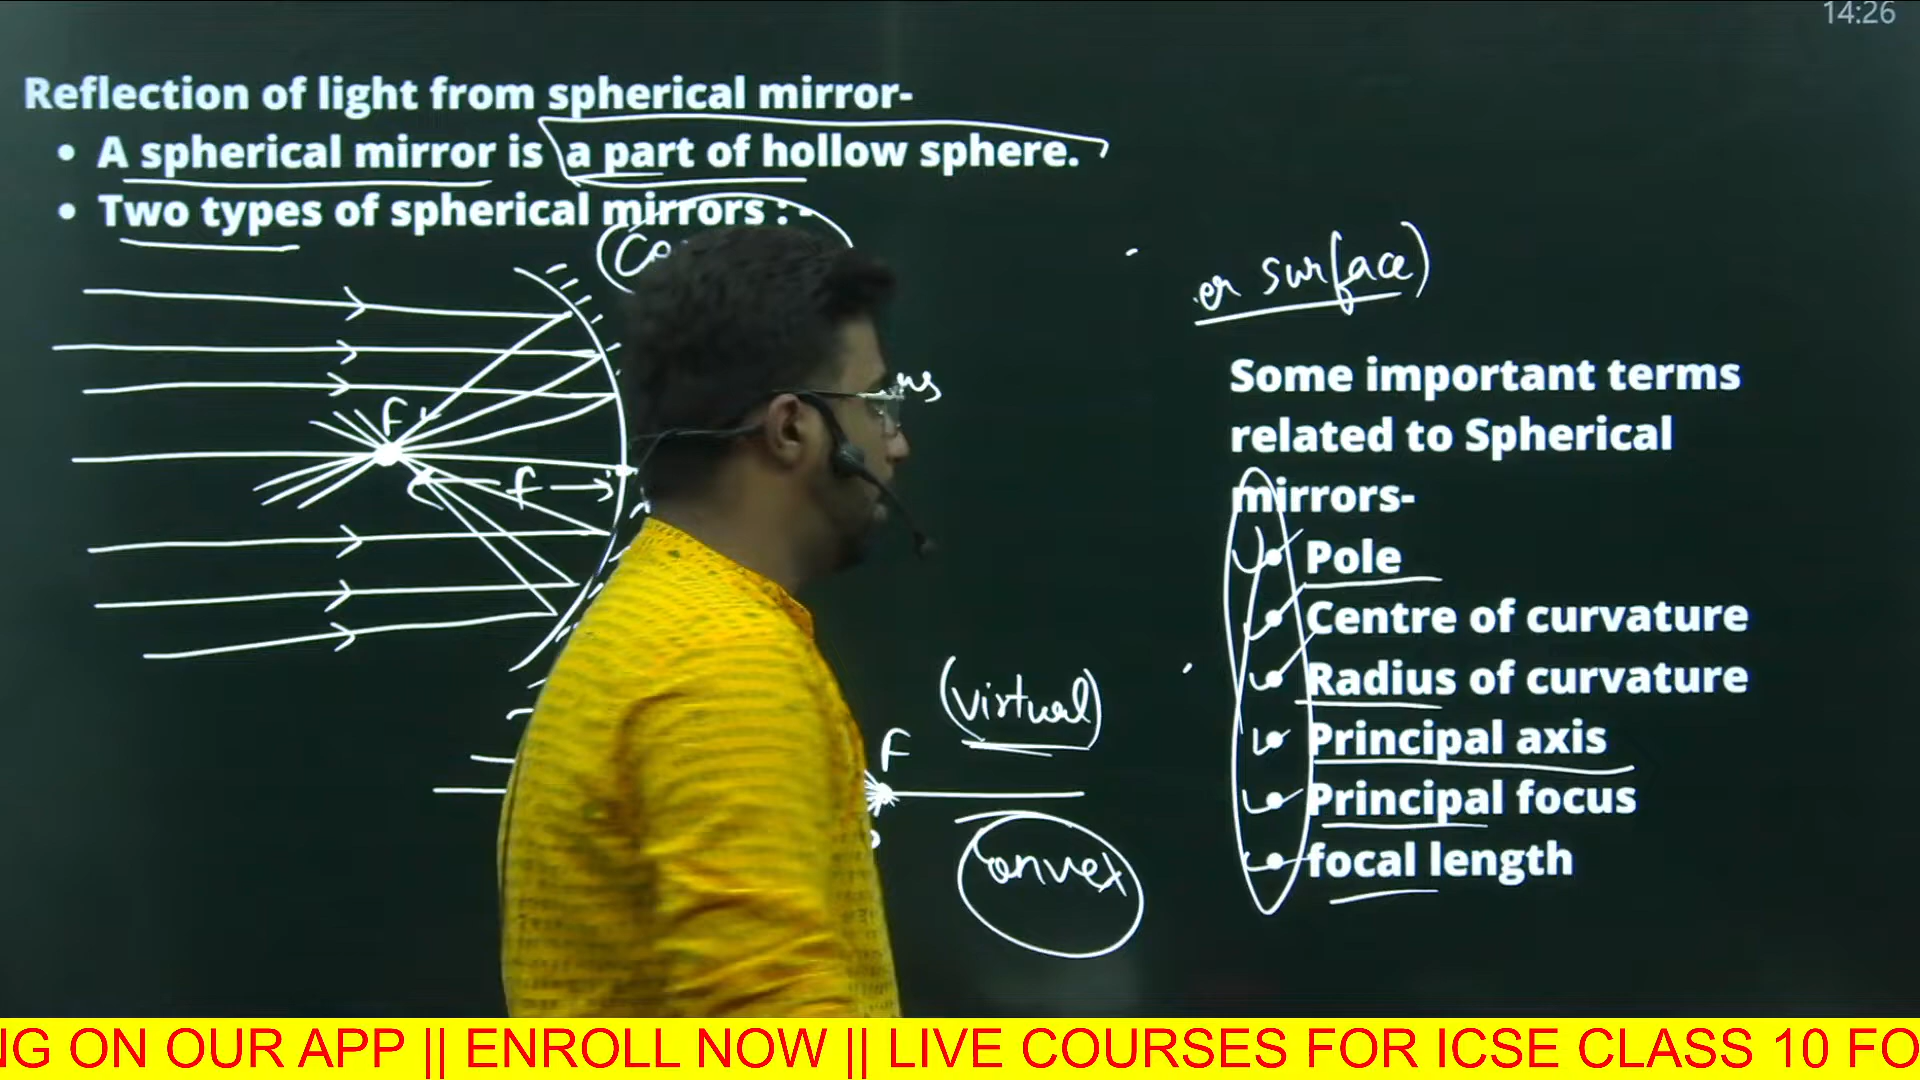 14:26
Reflection of light from spherical mirror-
• A spherical mirror is a part of hollow sphere.
• Two types of spherical mirrors : -
er surface)
F
f
Some important terms
related to Spherical
mirrors-
• Pole
• Centre of curvature
• Radius of curvature
• Principal axis
• Principal focus
• focal length
(virtual)
F
Convex
NG ON OUR APP || ENROLL NOW || LIVE COURSES FOR ICSE CLASS 10 FO